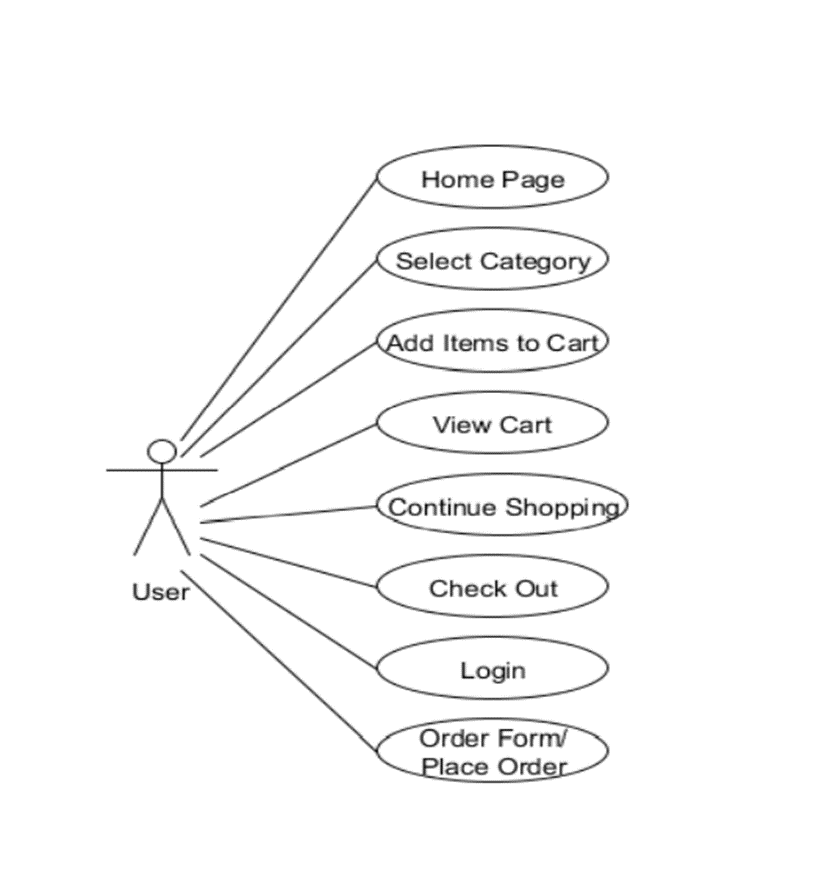 Home Page
Select Category
Add Items to Cart
View Cart
Continue Shopping
Check Out
User
Login
Order Form/
Place Order